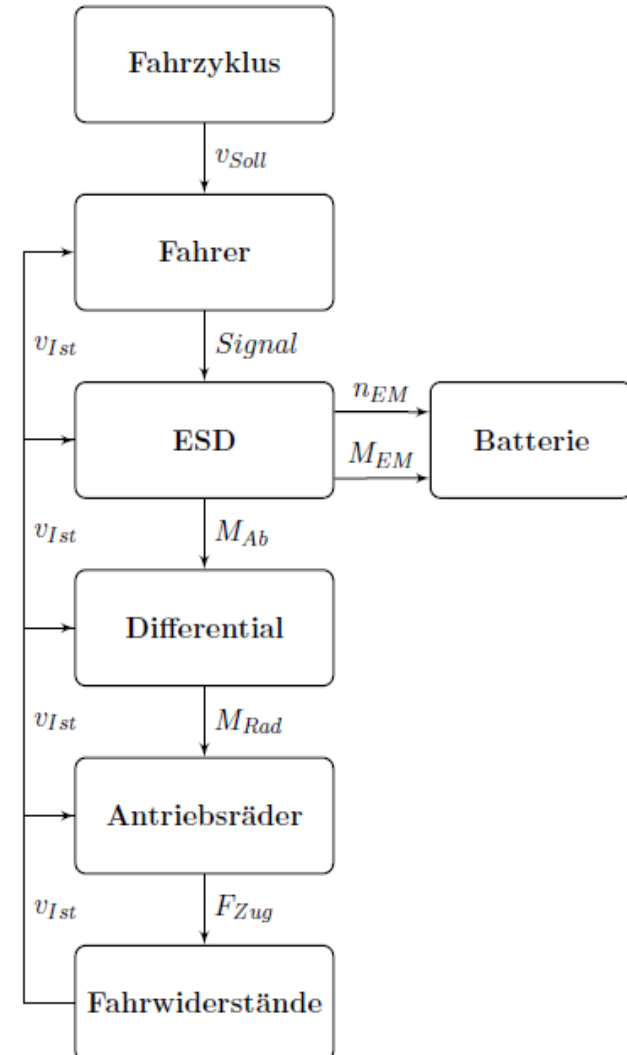 Fahrzyklus
v_Soll
Fahrer
v_Ist
Signal
ESD
n_EM
M_EM
Batterie
v_Ist
M_Ab
Differential
v_Ist
M_Rad
Antriebsräder
v_Ist
F_Zug
Fahrwiderstände